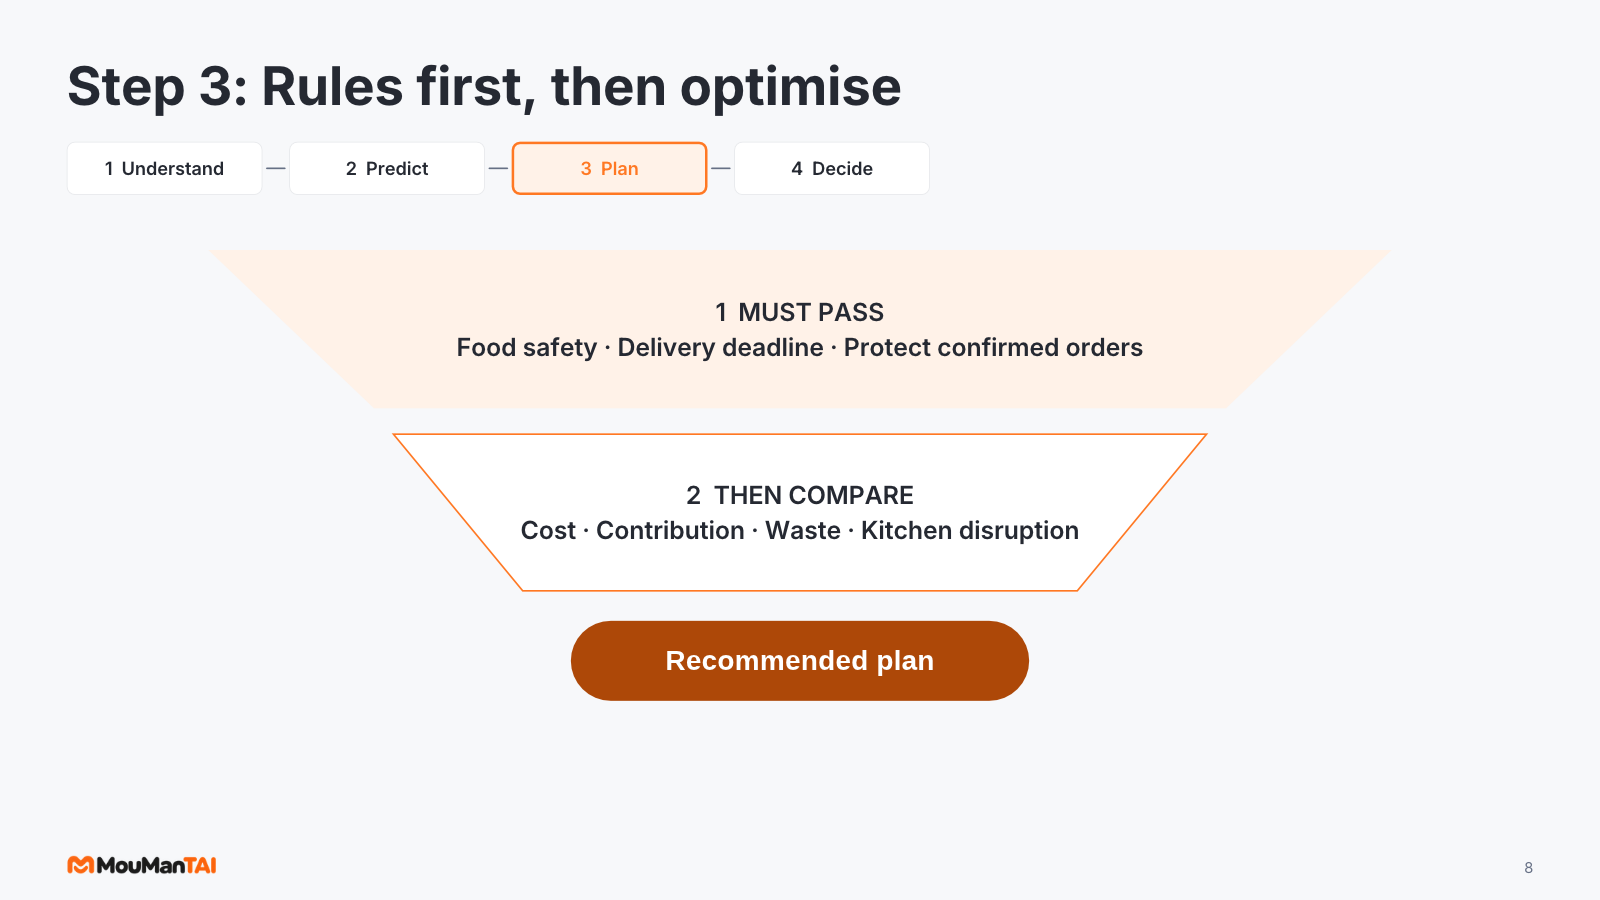 Step 3: Rules first, then optimise
1 Understand
2 Predict
3 Plan
4 Decide
1 MUST PASS
Food safety · Delivery deadline · Protect confirmed orders
2 THEN COMPARE
Cost · Contribution · Waste · Kitchen disruption
Recommended plan
MouManTAI
8